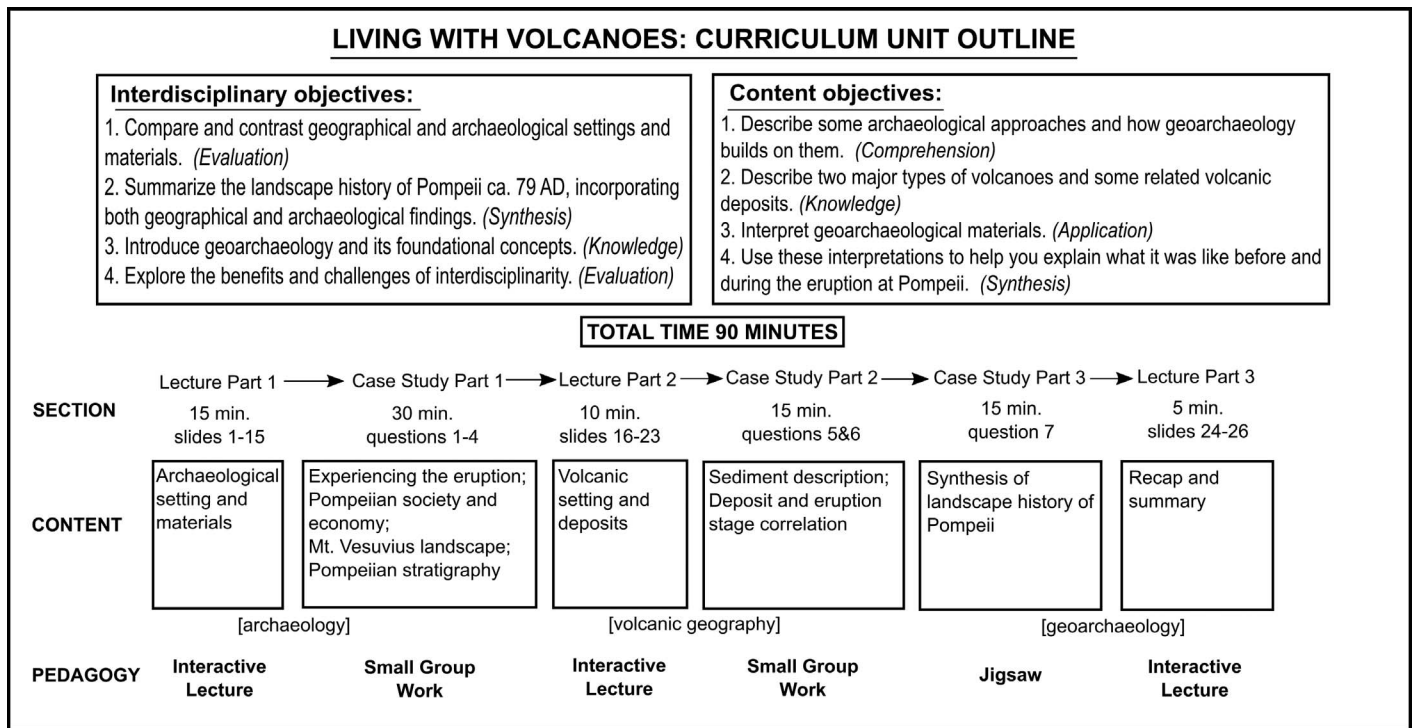 LIVING WITH VOLCANOES: CURRICULUM UNIT OUTLINE
Interdisciplinary objectives:
1. Compare and contrast geographical and archaeological settings and
materials. (Evaluation)
2. Summarize the landscape history of Pompeii ca. 79 AD, incorporating
both geographical and archaeological findings. (Synthesis)
3. Introduce geoarchaeology and its foundational concepts. (Knowledge)
4. Explore the benefits and challenges of interdisciplinarity. (Evaluation)
Content objectives:
1. Describe some archaeological approaches and how geoarchaeology
builds on them. (Comprehension)
2. Describe two major types of volcanoes and some related volcanic
deposits. (Knowledge)
3. Interpret geoarchaeological materials. (Application)
4. Use these interpretations to help you explain what it was like before and
during the eruption at Pompeii. (Synthesis)
TOTAL TIME 90 MINUTES
SECTION
Lecture Part 1
15 min.
slides 1-15
Case Study Part 1
30 min.
questions 1-4
Lecture Part 2
10 min.
slides 16-23
Case Study Part 2
15 min.
questions 5&6
Case Study Part 3
15 min.
question 7
Lecture Part 3
5 min.
slides 24-26
CONTENT
Archaeological
setting and
materials
Experiencing the eruption;
Pompeiian society and
economy;
Mt. Vesuvius landscape;
Pompeiian stratigraphy
Volcanic
setting and
deposits
Sediment description;
Deposit and eruption
stage correlation
Synthesis of
landscape history of
Pompeii
Recap and
summary
[archaeology]
[volcanic geography]
[geoarchaeology]
PEDAGOGY
Interactive
Lecture
Small Group
Work
Interactive
Lecture
Small Group
Work
Jigsaw
Interactive
Lecture